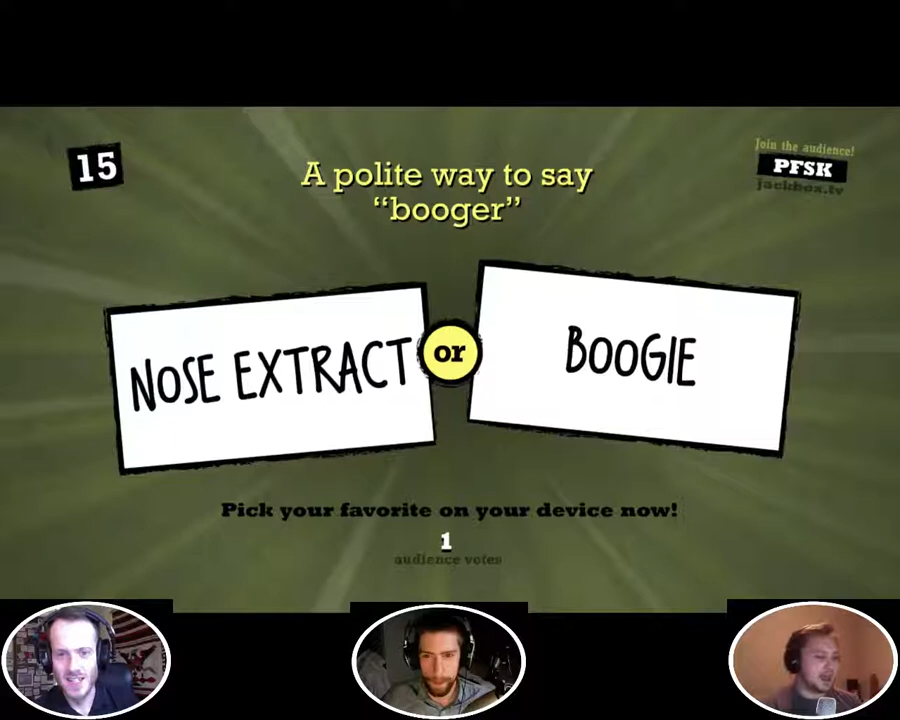 15
Join the audience!
PFSK
jackbox.tv
A polite way to say
“booger”
NOSE EXTRACT
or
BOOGIE
Pick your favorite on your device now!
1
audience votes